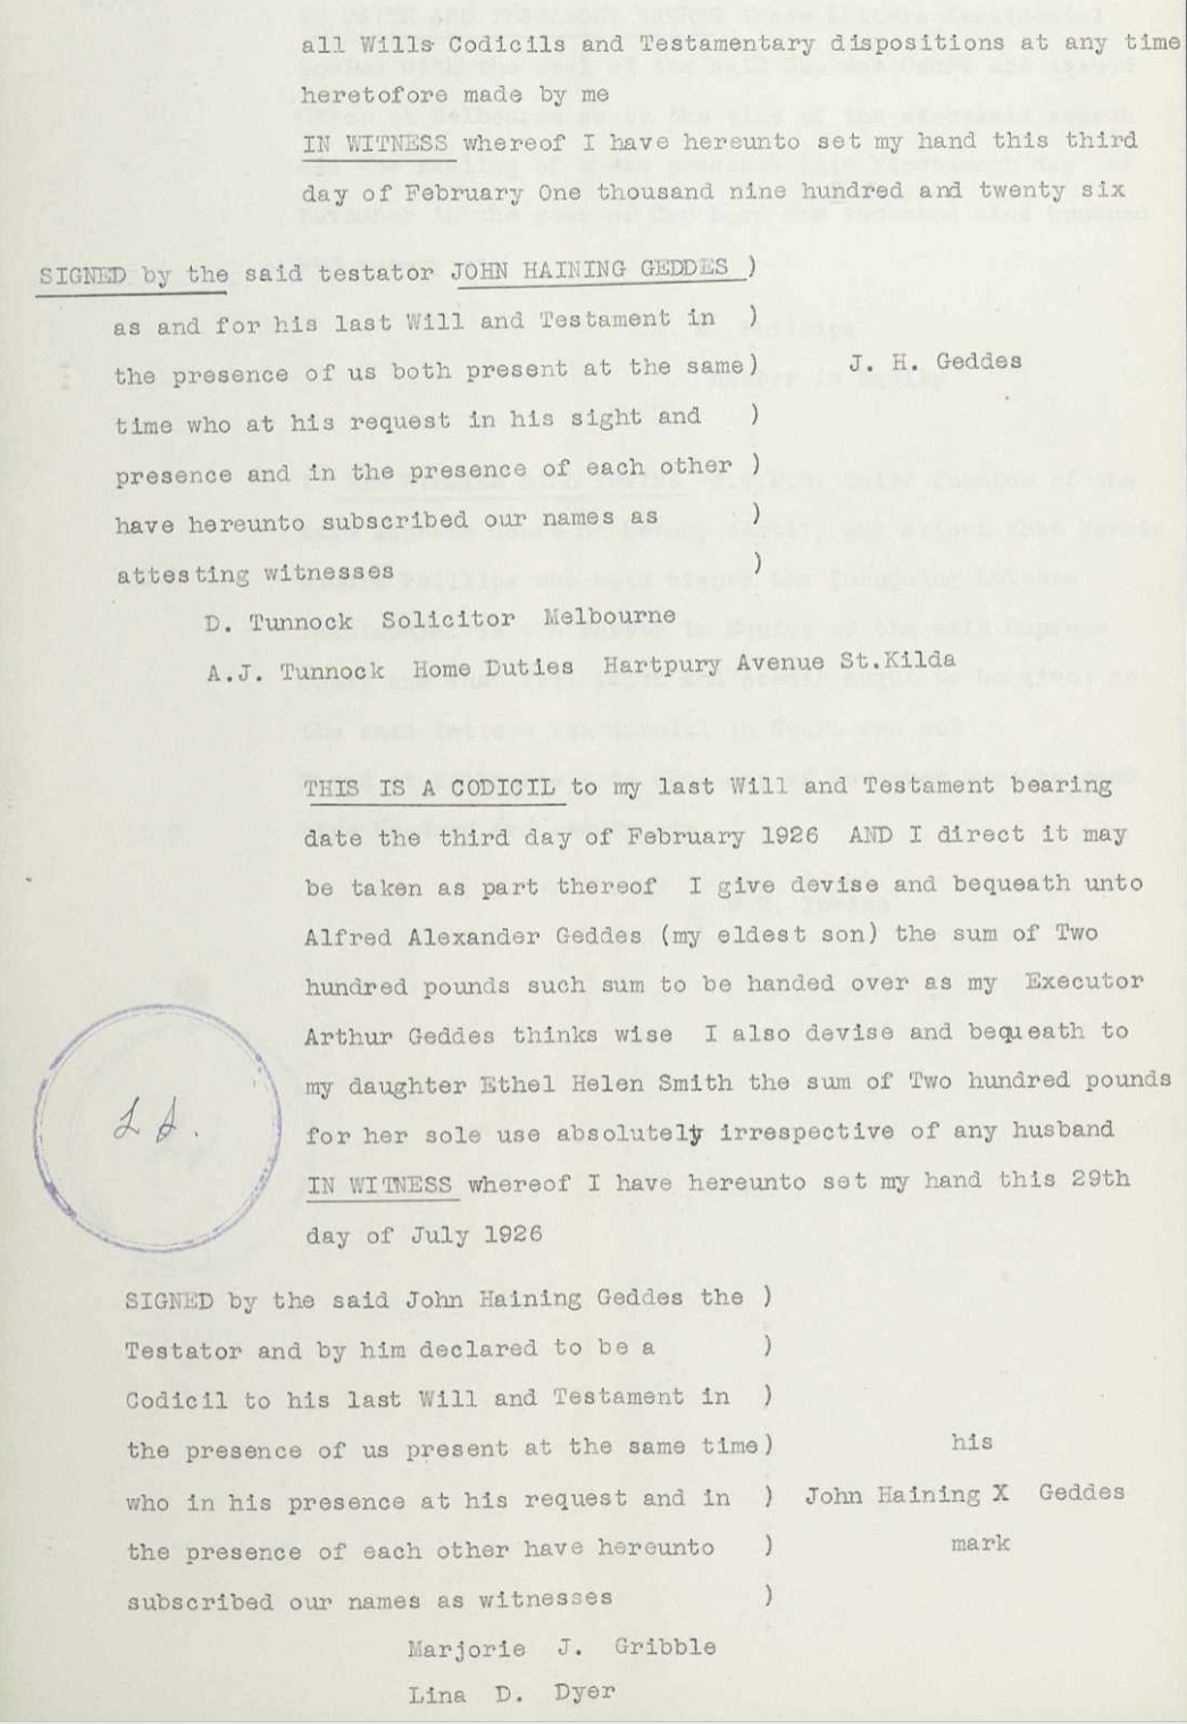 all Wills Codicils and Testamentary dispositions at any time
heretofore made by me
IN WITNESS whereof I have hereunto set my hand this third
day of February One thousand nine hundred and twenty six
SIGNED by the said testator JOHN HAINING GEDDES )
as and for his last Will and Testament in )
the presence of us both present at the same) J. H. Geddes
time who at his request in his sight and )
presence and in the presence of each other )
have hereunto subscribed our names as )
attesting witnesses )
D. Tunnock Solicitor Melbourne
A.J. Tunnock Home Duties Hartpury Avenue St.Kilda
THIS IS A CODICIL to my last Will and Testament bearing
date the third day of February 1926 AND I direct it may
be taken as part thereof I give devise and bequeath unto
Alfred Alexander Geddes (my eldest son) the sum of Two
hundred pounds such sum to be handed over as my Executor
Arthur Geddes thinks wise I also devise and bequeath to
my daughter Ethel Helen Smith the sum of Two hundred pounds
for her sole use absolutely irrespective of any husband
IN WITNESS whereof I have hereunto set my hand this 29th
day of July 1926
SIGNED by the said John Haining Geddes the )
Testator and by him declared to be a )
Codicil to his last Will and Testament in )
the presence of us present at the same time) his
who in his presence at his request and in ) John Haining X Geddes
the presence of each other have hereunto ) mark
subscribed our names as witnesses )
Marjorie J. Gribble
Lina D. Dyer